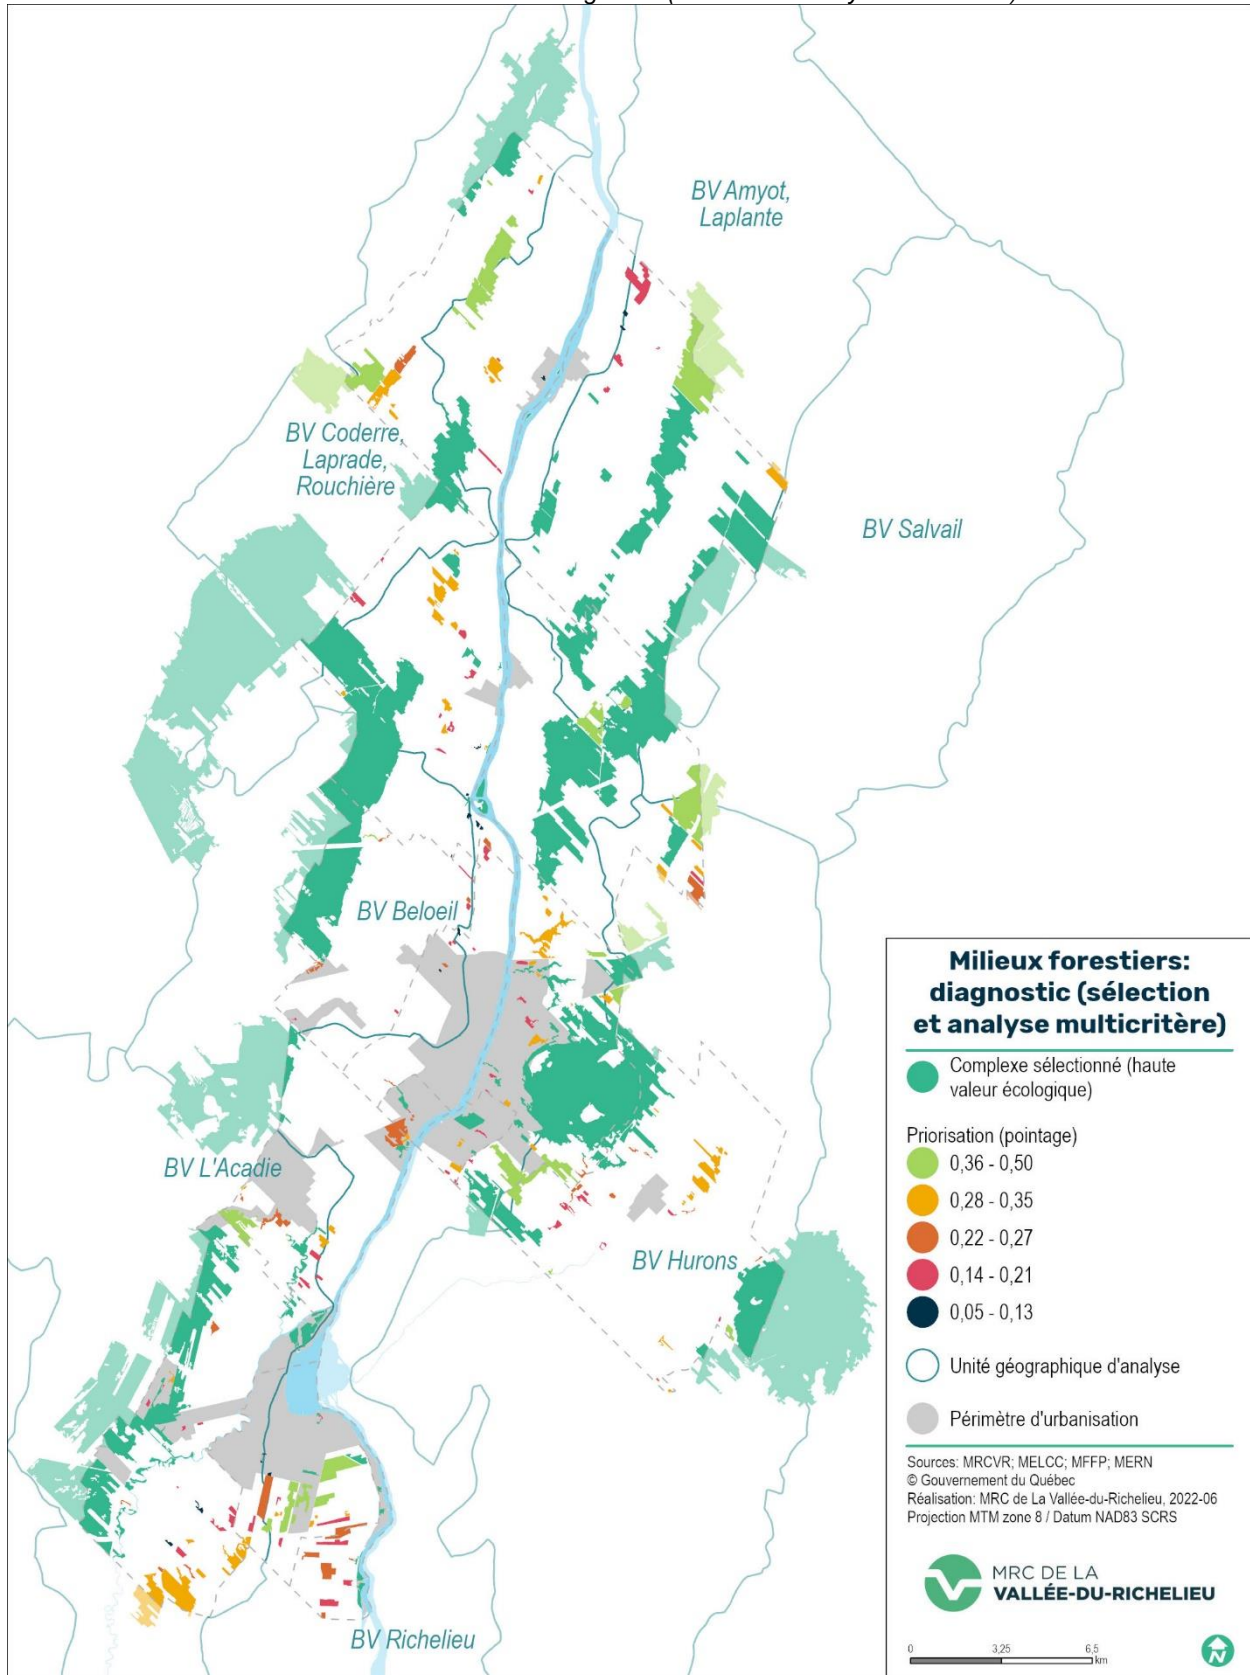 BV Amyot,
Laplante
BV Coderre,
Laprade,
Rouchière
BV Salvail
BV Beloeil
BV L'Acadie
BV Hurons
BV Richelieu
Milieux forestiers:
diagnostic (sélection
et analyse multicritère)
Complexe sélectionné (haute
valeur écologique)
Priorisation (pointage)
0,36 - 0,50
0,28 - 0,35
0,22 - 0,27
0,14 - 0,21
0,05 - 0,13
Unité géographique d'analyse
Périmètre d'urbanisation
Sources: MRCVR; MELCC; MFFP; MERN
© Gouvernement du Québec
Réalisation: MRC de La Vallée-du-Richelieu, 2022-06
Projection MTM zone 8 / Datum NAD83 SCRS
MRC DE LA
VALLÉE-DU-RICHELIEU
0 3,25 6,5
km
N